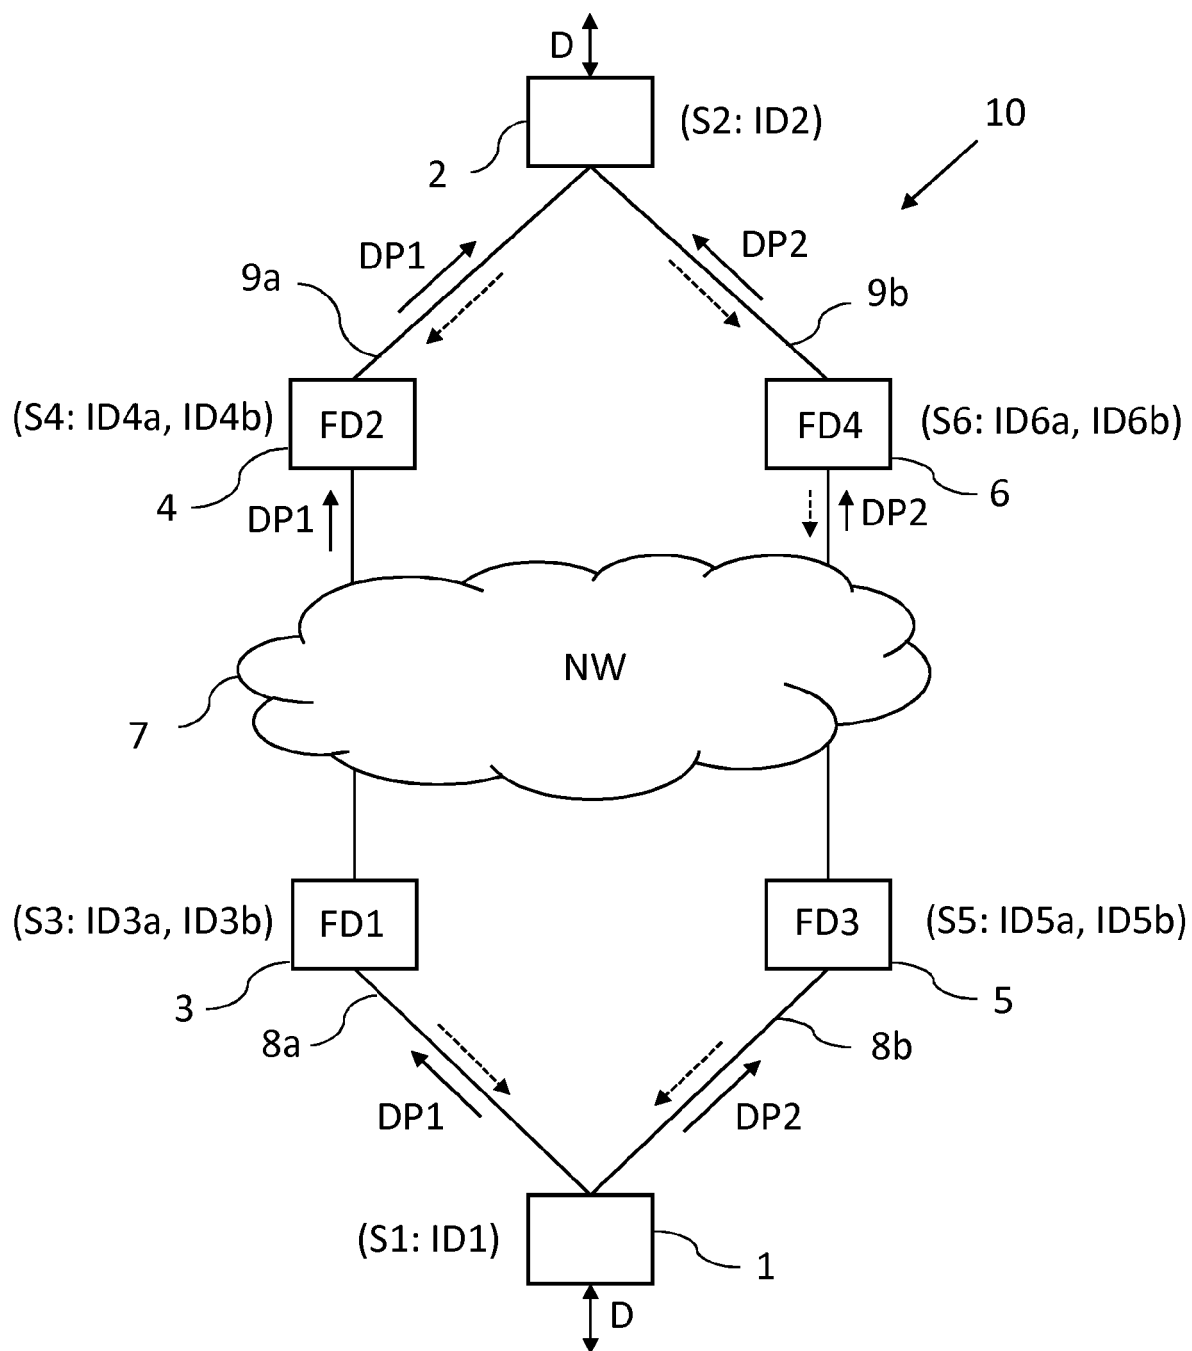 D
(S2: ID2)
10
2
DP1
DP2
9a
9b
(S4: ID4a, ID4b)
FD2
FD4
(S6: ID6a, ID6b)
4
6
DP1
DP2
NW
7
(S3: ID3a, ID3b)
FD1
FD3
(S5: ID5a, ID5b)
3
5
8a
8b
DP1
DP2
(S1: ID1)
1
D